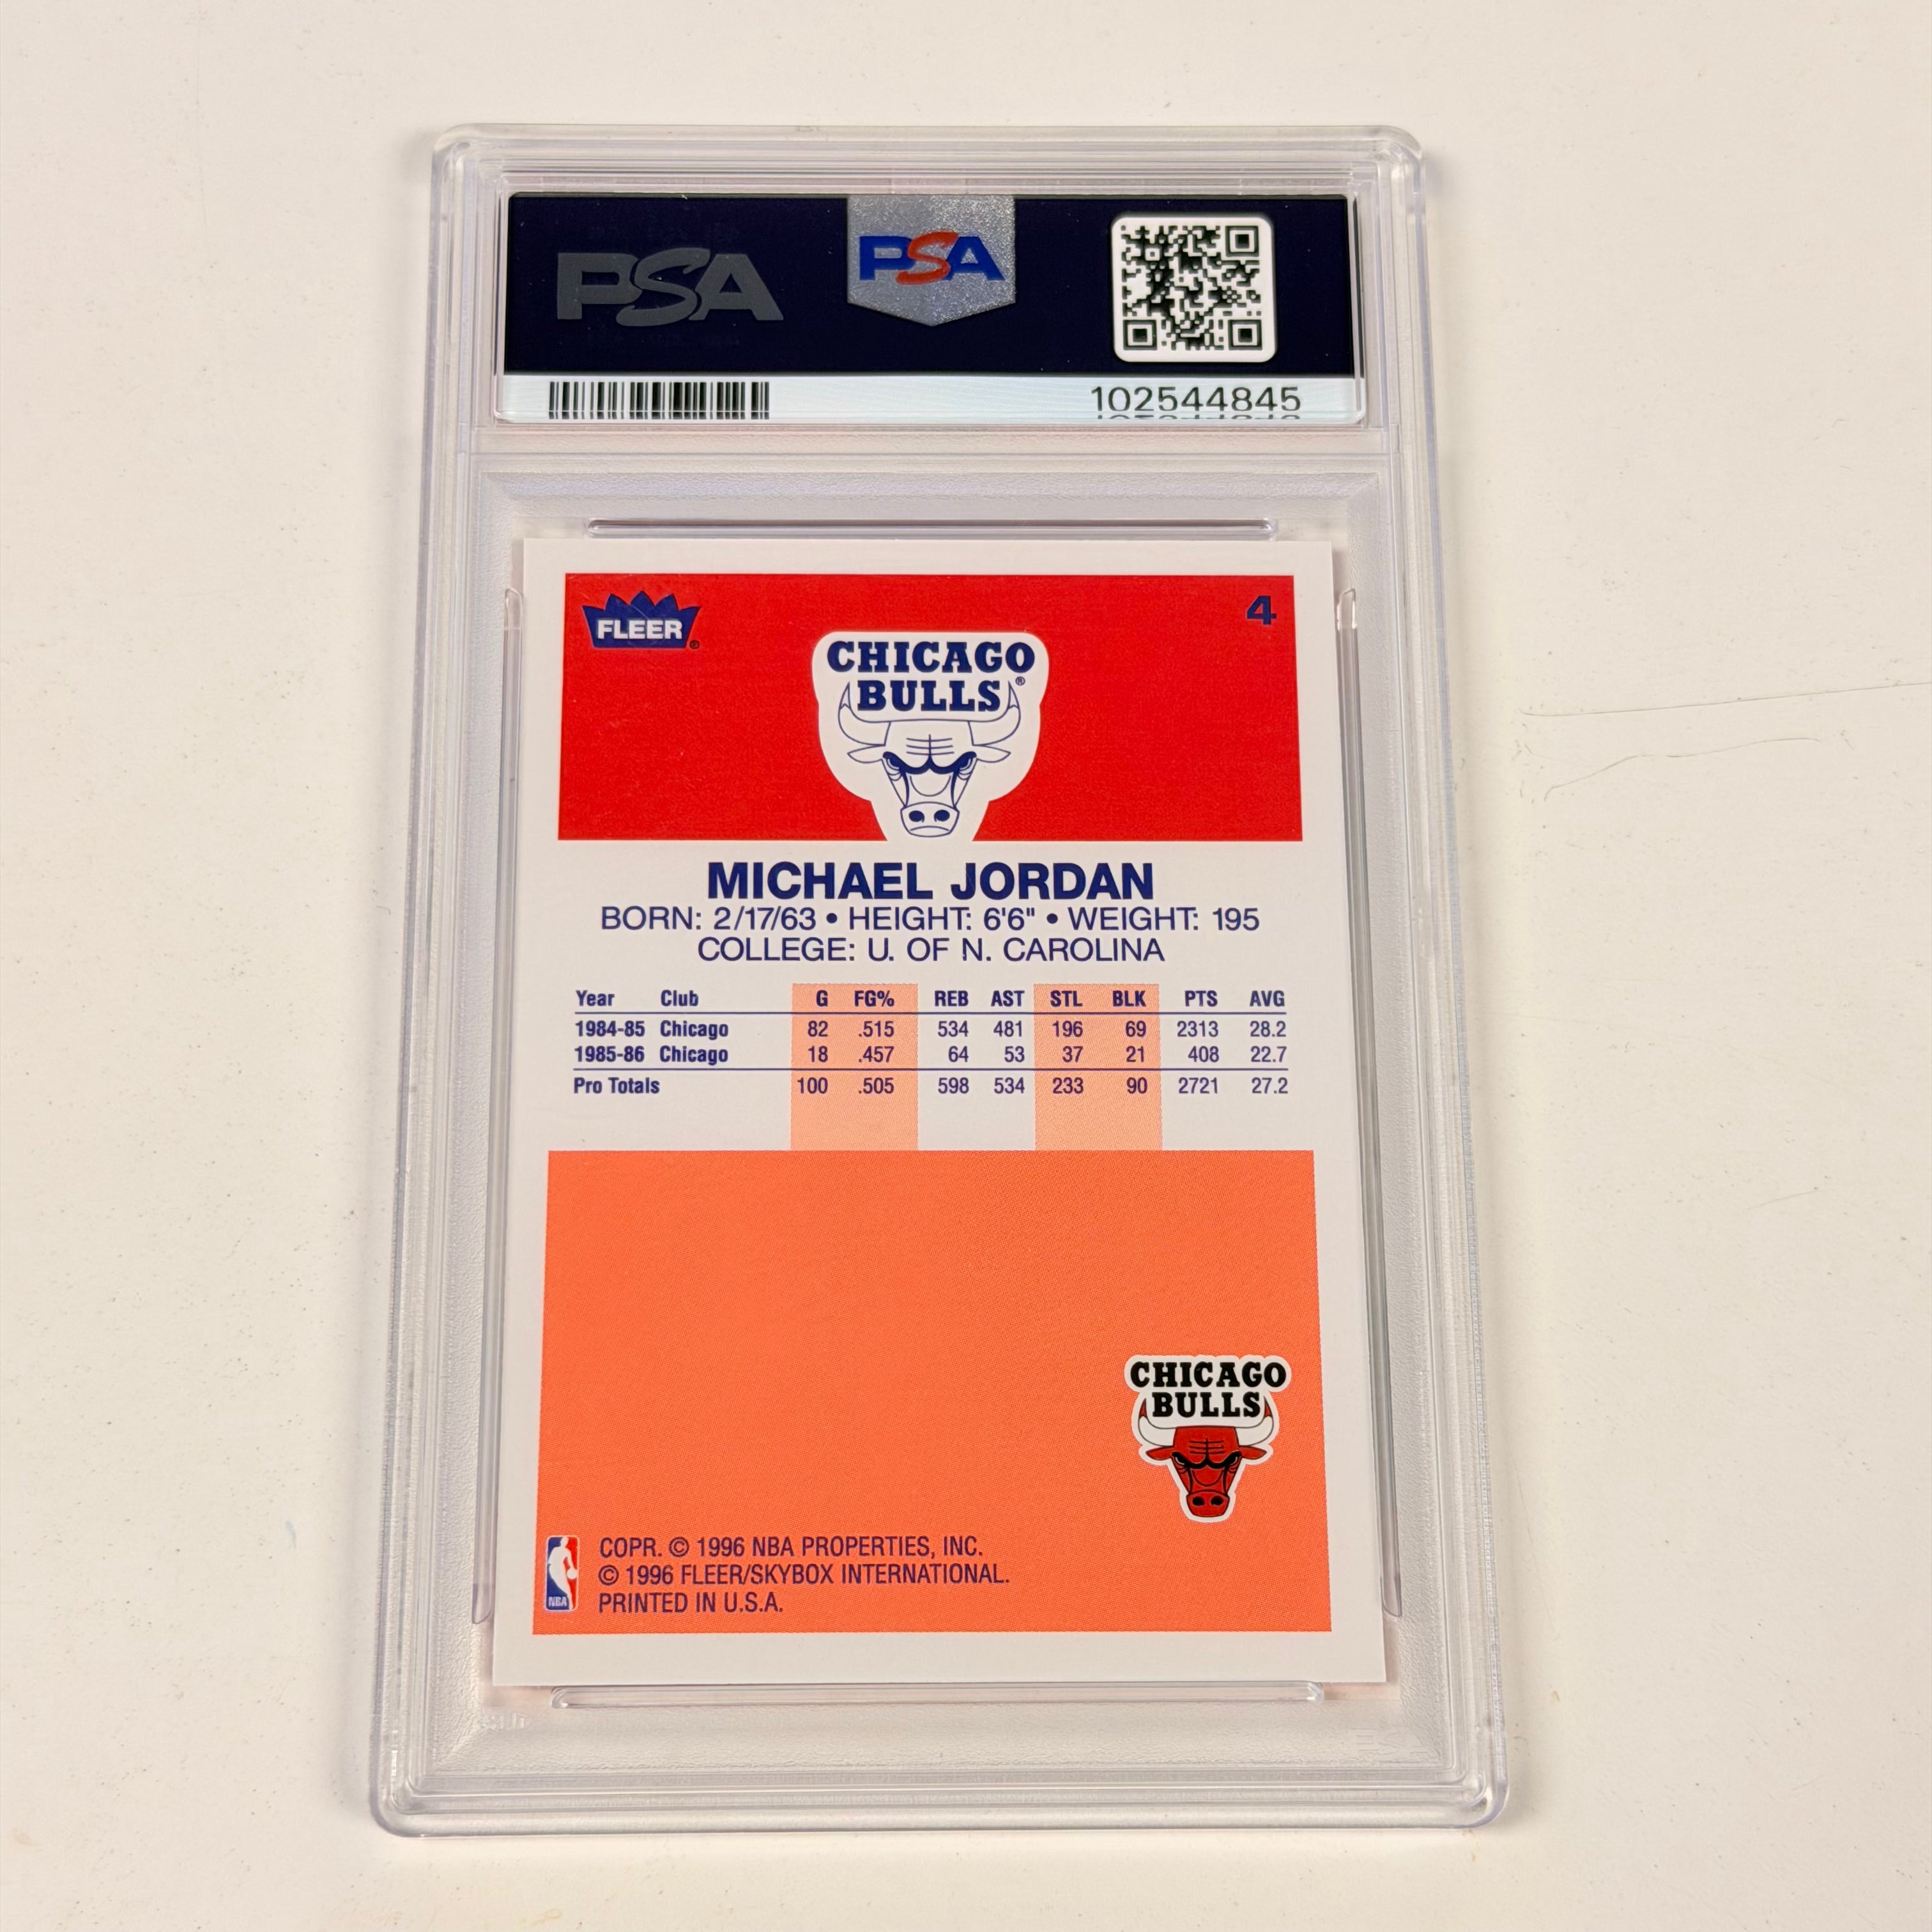 PSA
PSA
102544845
FLEER®
4
CHICAGO
BULLS®
MICHAEL JORDAN
BORN: 2/17/63 • HEIGHT: 6'6" • WEIGHT: 195
COLLEGE: U. OF N. CAROLINA
Year Club G FG% REB AST STL BLK PTS AVG
1984-85 Chicago 82 .515 534 481 196 69 2313 28.2
1985-86 Chicago 18 .457 64 53 37 21 408 22.7
Pro Totals 100 .505 598 534 233 90 2721 27.2
CHICAGO
BULLS
NBA
COPR. © 1996 NBA PROPERTIES, INC.
© 1996 FLEER/SKYBOX INTERNATIONAL.
PRINTED IN U.S.A.